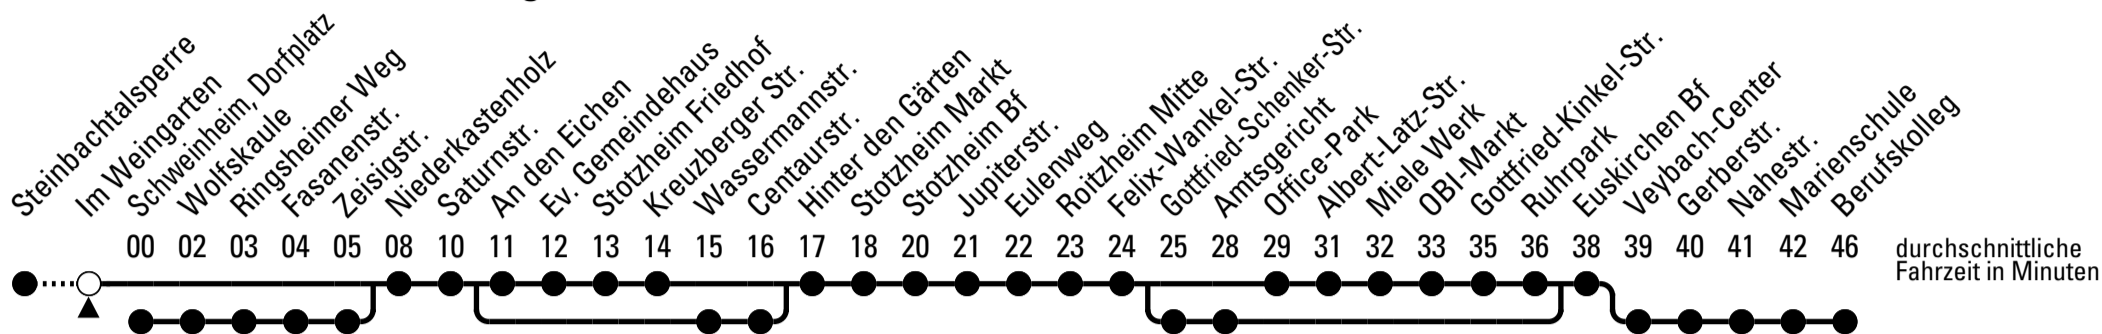 Steinbachtalsperre
Im Weingarten
Schweinheim, Dorfplatz
Wolfskaule
Ringsheimer Weg
Fasanenstr.
Zeisigstr.
Niederkastenholz
Saturnstr.
An den Eichen
Ev. Gemeindehaus
Stotzheim Friedhof
Kreuzberger Str.
Wassermannstr.
Centaurstr.
Hinter den Gärten
Stotzheim Markt
Stotzheim Bf
Jupiterstr.
Eulenweg
Roitzheim Mitte
Felix-Wankel-Str.
Gottfried-Schenker-Str.
Amtsgericht
Office-Park
Albert-Latz-Str.
Miele Werk
OBI-Markt
Gottfried-Kinkel-Str.
Ruhrpark
Euskirchen Bf
Veybach-Center
Gerberstr.
Nahestr.
Marienschule
Berufskolleg
00 02 03 04 05 08 10 11 12 13 14 15 16 17 18 20 21 22 23 24 25 28 29 31 32 33 35 36 38 39 40 41 42 46
durchschnittliche
Fahrzeit in Minuten